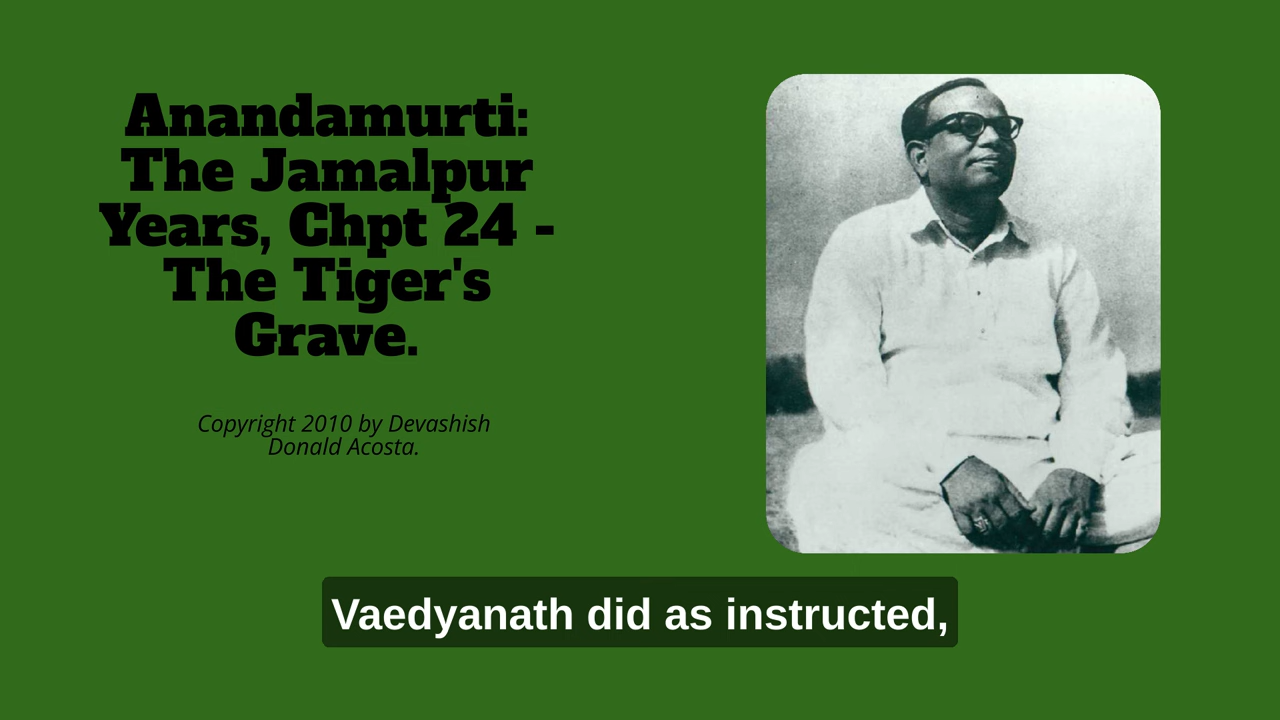 Anandamurti:
The Jamalpur
Years, Chpt 24 -
The Tiger's
Grave.
Copyright 2010 by Devashish
Donald Acosta.
Vaedyanath did as instructed,